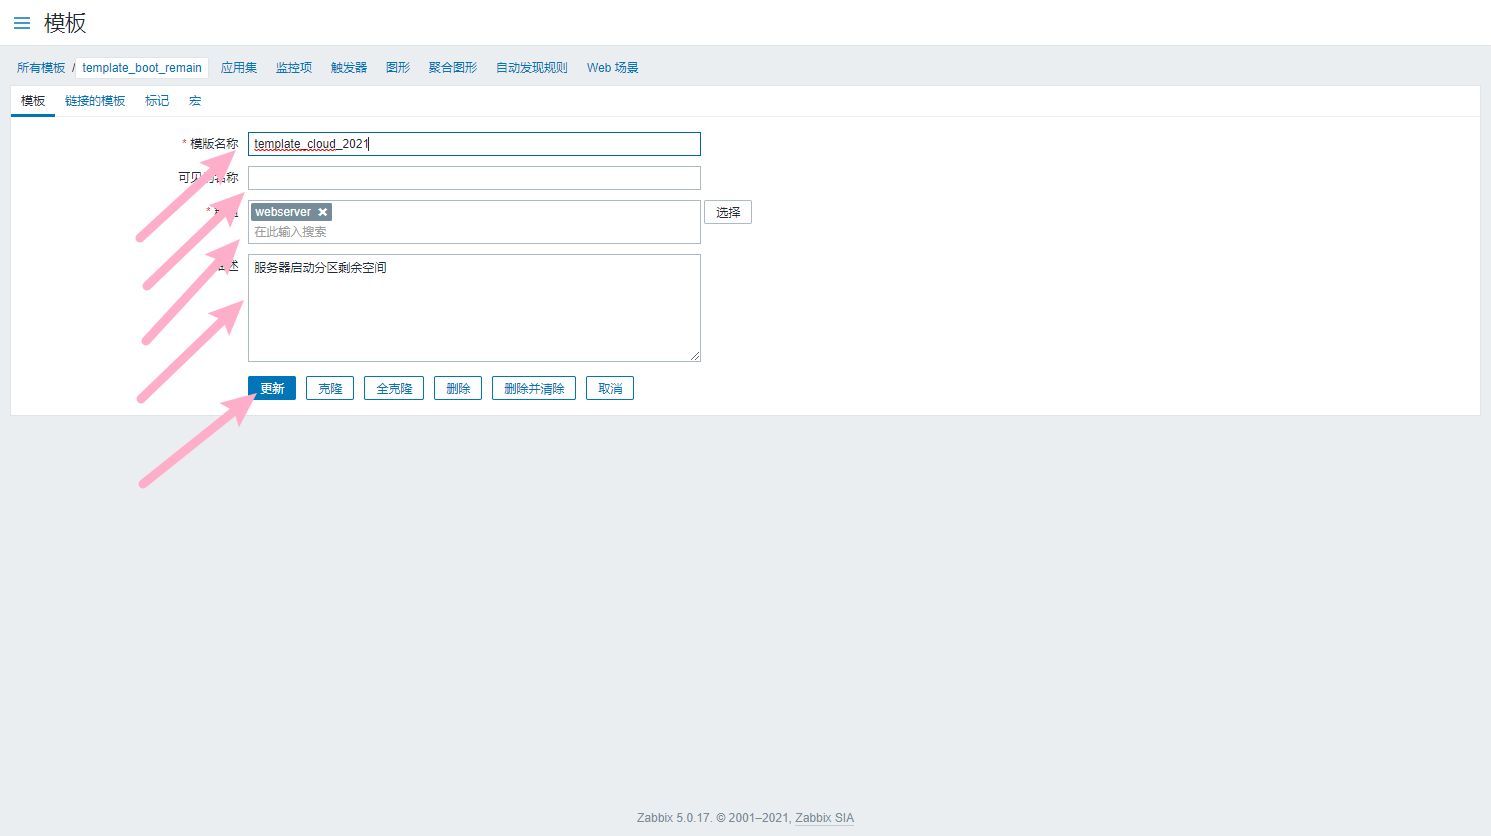 模板
所有模板 / template_boot_remain 应用集 监控项 触发器 图形 聚合图形 自动发现规则 Web 场景
模板 链接的模板 标记 宏
* 模版名称 template_cloud_2021
可见 名称
* webserver 选择
在此输入搜索
述 服务器启动分区剩余空间
更新 克隆 全克隆 删除 删除并清除 取消
Zabbix 5.0.17. © 2001–2021, Zabbix SIA